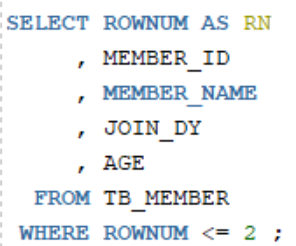 SELECT ROWNUM AS RN
, MEMBER_ID
, MEMBER_NAME
, JOIN_DY
, AGE
FROM TB_MEMBER
WHERE ROWNUM <= 2 ;